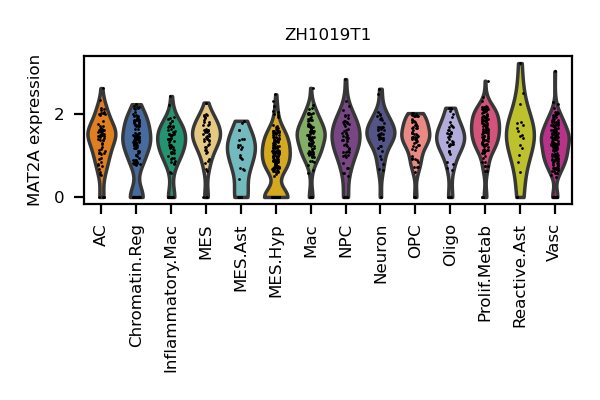 ZH1019T1
MAT2A expression
2
0
AC
Chromatin.Reg
Inflammatory.Mac
MES
MES.Ast
MES.Hyp
Mac
NPC
Neuron
OPC
Oligo
Prolif.Metab
Reactive.Ast
Vasc